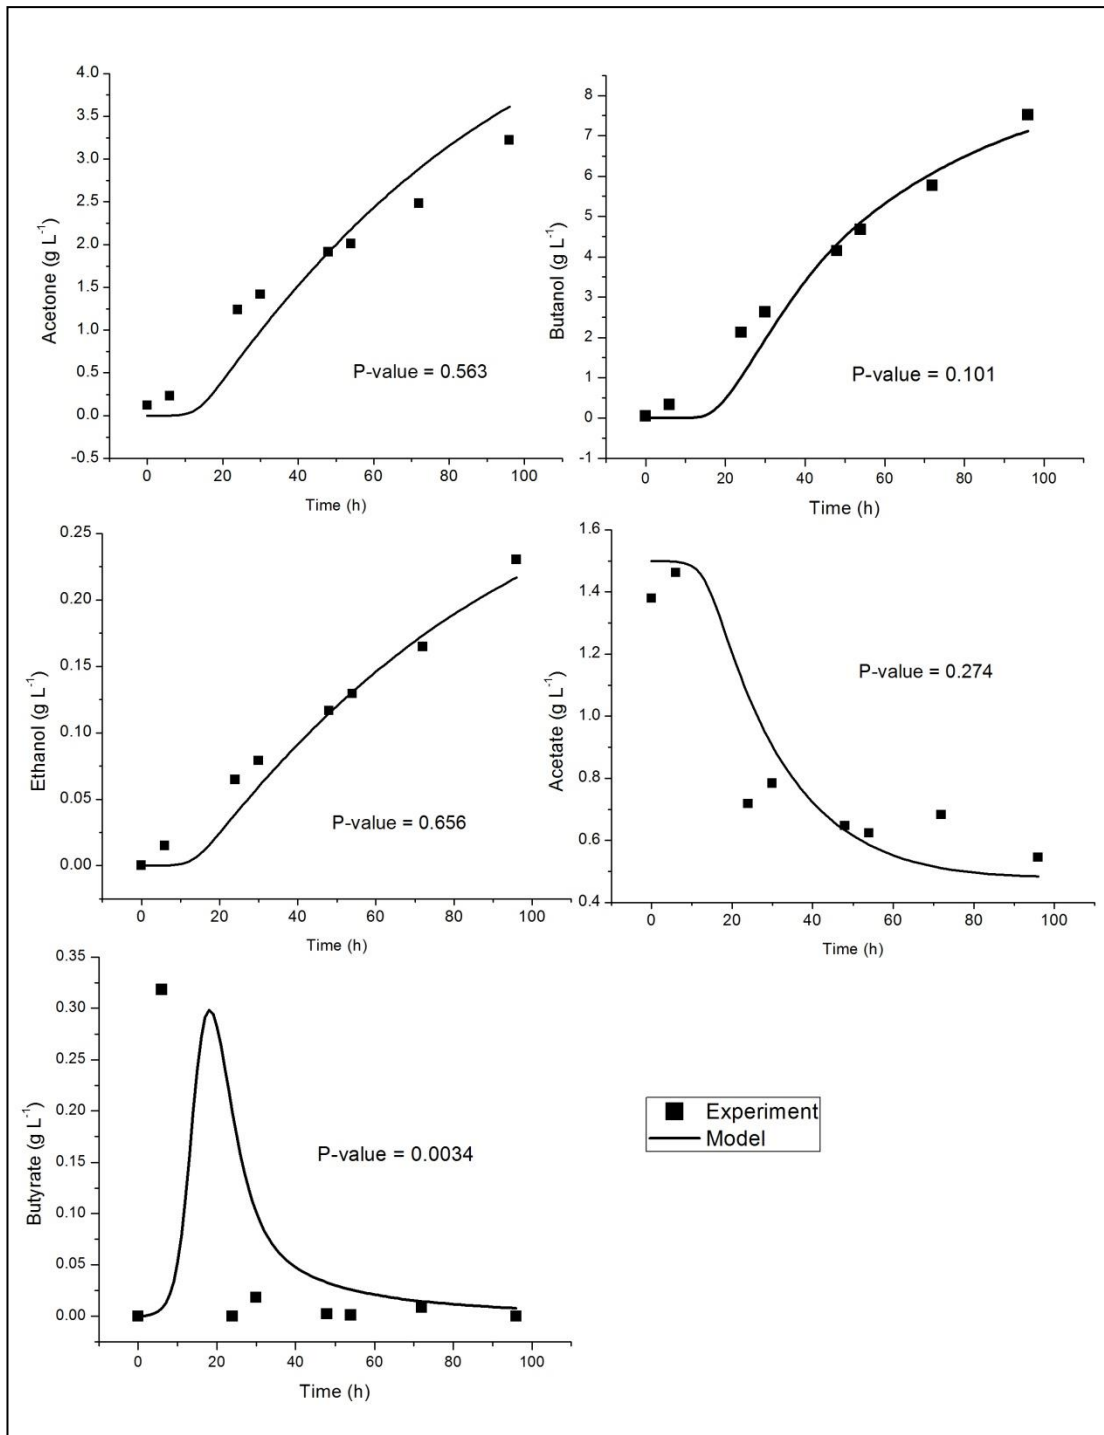 4.0
3.5
3.0
2.5
2.0
1.5
1.0
0.5
0.0
-0.5
Acetone (g L⁻¹)
P-value = 0.563
0 20 40 60 80 100
Time (h)
8
7
6
5
4
3
2
1
0
-1
Butanol (g L⁻¹)
P-value = 0.101
0 20 40 60 80 100
Time (h)
0.25
0.20
0.15
0.10
0.05
0.00
Ethanol (g L⁻¹)
P-value = 0.656
0 20 40 60 80 100
Time (h)
1.6
1.4
1.2
1.0
0.8
0.6
0.4
Acetate (g L⁻¹)
P-value = 0.274
0 20 40 60 80 100
Time (h)
0.35
0.30
0.25
0.20
0.15
0.10
0.05
0.00
Butyrate (g L⁻¹)
P-value = 0.0034
0 20 40 60 80 100
Time (h)
Experiment
Model